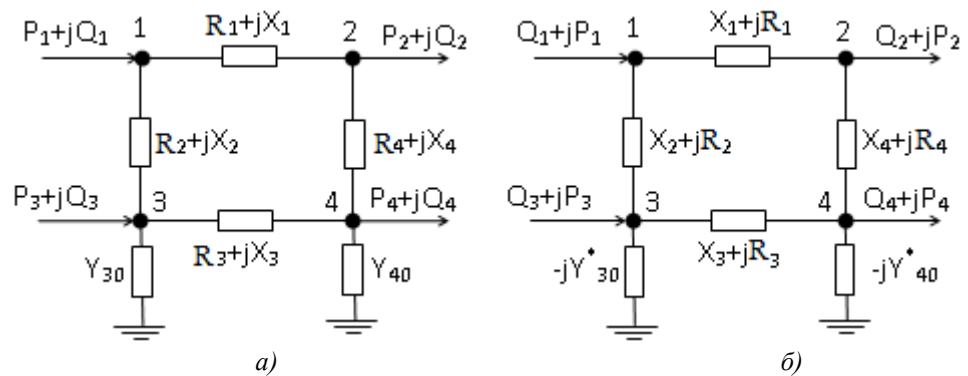 P₁+jQ₁ 1 R₁+jX₁ 2 P₂+jQ₂
R₂+jX₂ R₄+jX₄
P₃+jQ₃ 3 4 P₄+jQ₄
Y₃₀ R₃+jX₃ Y₄₀
а)
Q₁+jP₁ 1 X₁+jR₁ 2 Q₂+jP₂
X₂+jR₂ X₄+jR₄
Q₃+jP₃ 3 4 Q₄+jP₄
-jY*₃₀ X₃+jR₃ -jY*₄₀
б)